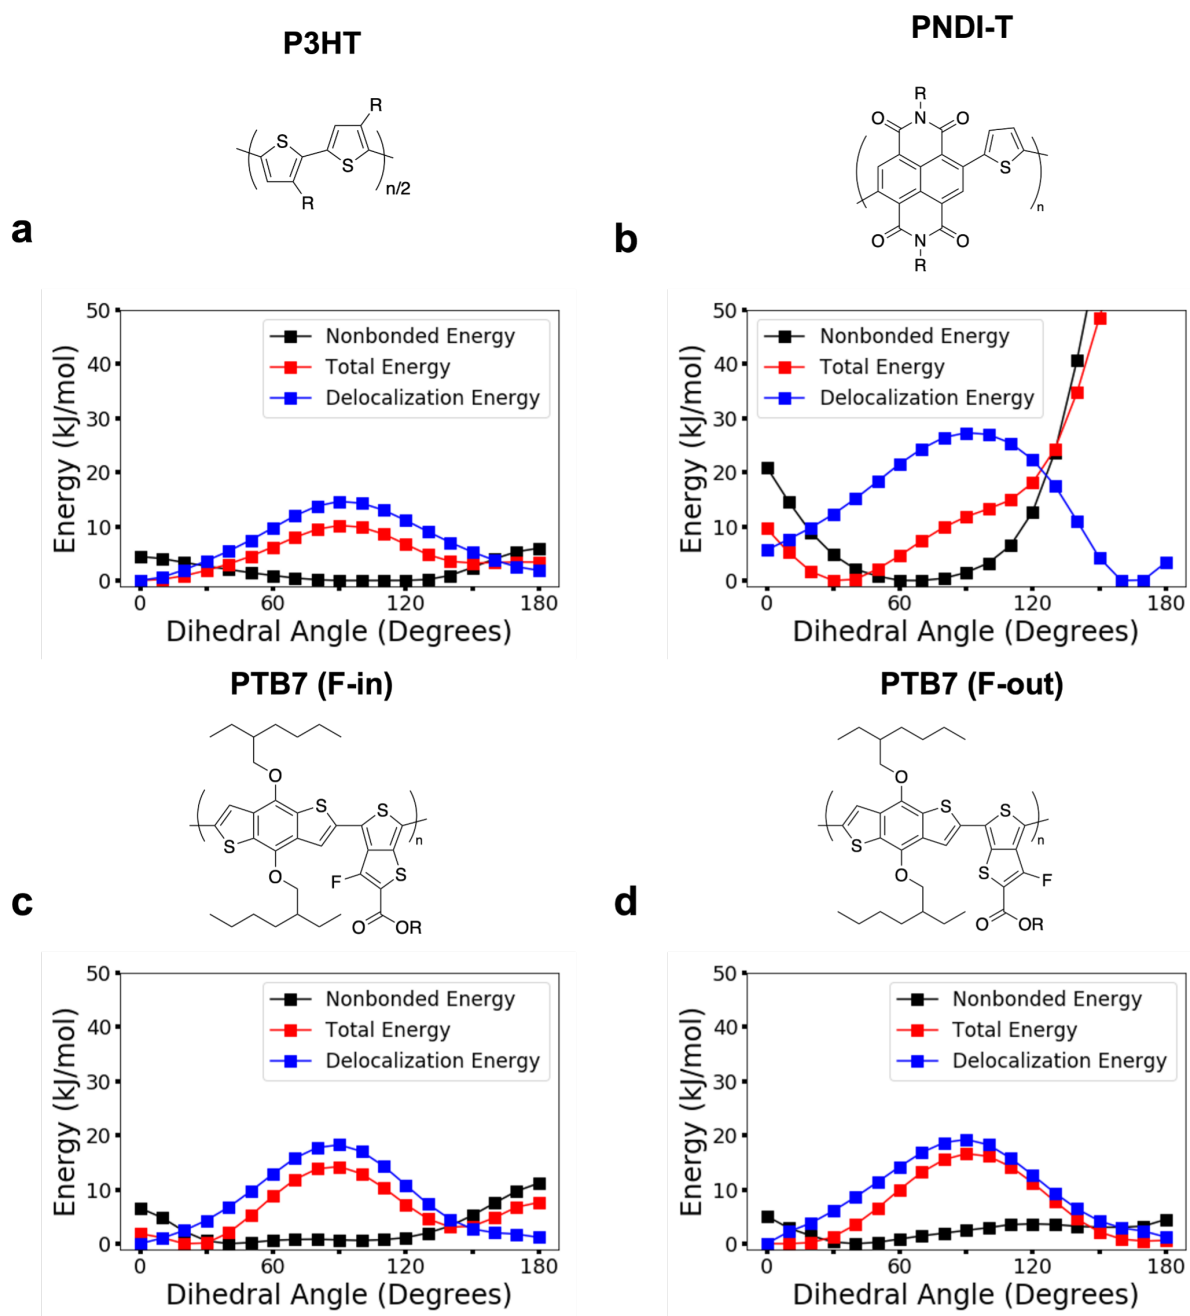 P3HT
R
S
S
R
n/2
a
50
40
30
20
10
0
Energy (kJ/mol)
Nonbonded Energy
Total Energy
Delocalization Energy
0 60 120 180
Dihedral Angle (Degrees)
PNDI-T
R
O N O
S
n
O N O
R
b
50
40
30
20
10
0
Energy (kJ/mol)
Nonbonded Energy
Total Energy
Delocalization Energy
0 60 120 180
Dihedral Angle (Degrees)
PTB7 (F-in)
O
S S
S
n
O F S
O OR
c
50
40
30
20
10
0
Energy (kJ/mol)
Nonbonded Energy
Total Energy
Delocalization Energy
0 60 120 180
Dihedral Angle (Degrees)
PTB7 (F-out)
O
S S
S
n
O S F
O OR
d
50
40
30
20
10
0
Energy (kJ/mol)
Nonbonded Energy
Total Energy
Delocalization Energy
0 60 120 180
Dihedral Angle (Degrees)